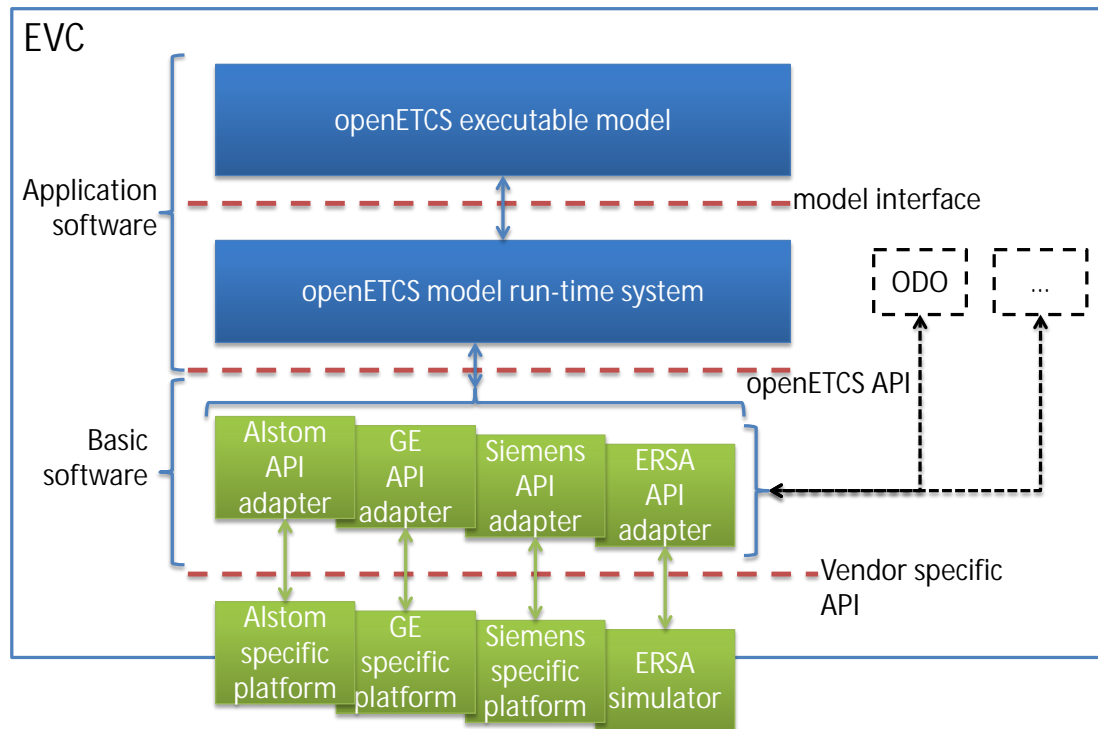 EVC
openETCS executable model
Application
software
model interface
openETCS model run-time system
ODO
...
openETCS API
Basic
software
Alstom
API
adapter
GE
API
adapter
Siemens
API
adapter
ERSA
API
adapter
Vendor specific
API
Alstom
specific
platform
GE
specific
platform
Siemens
specific
platform
ERSA
simulator